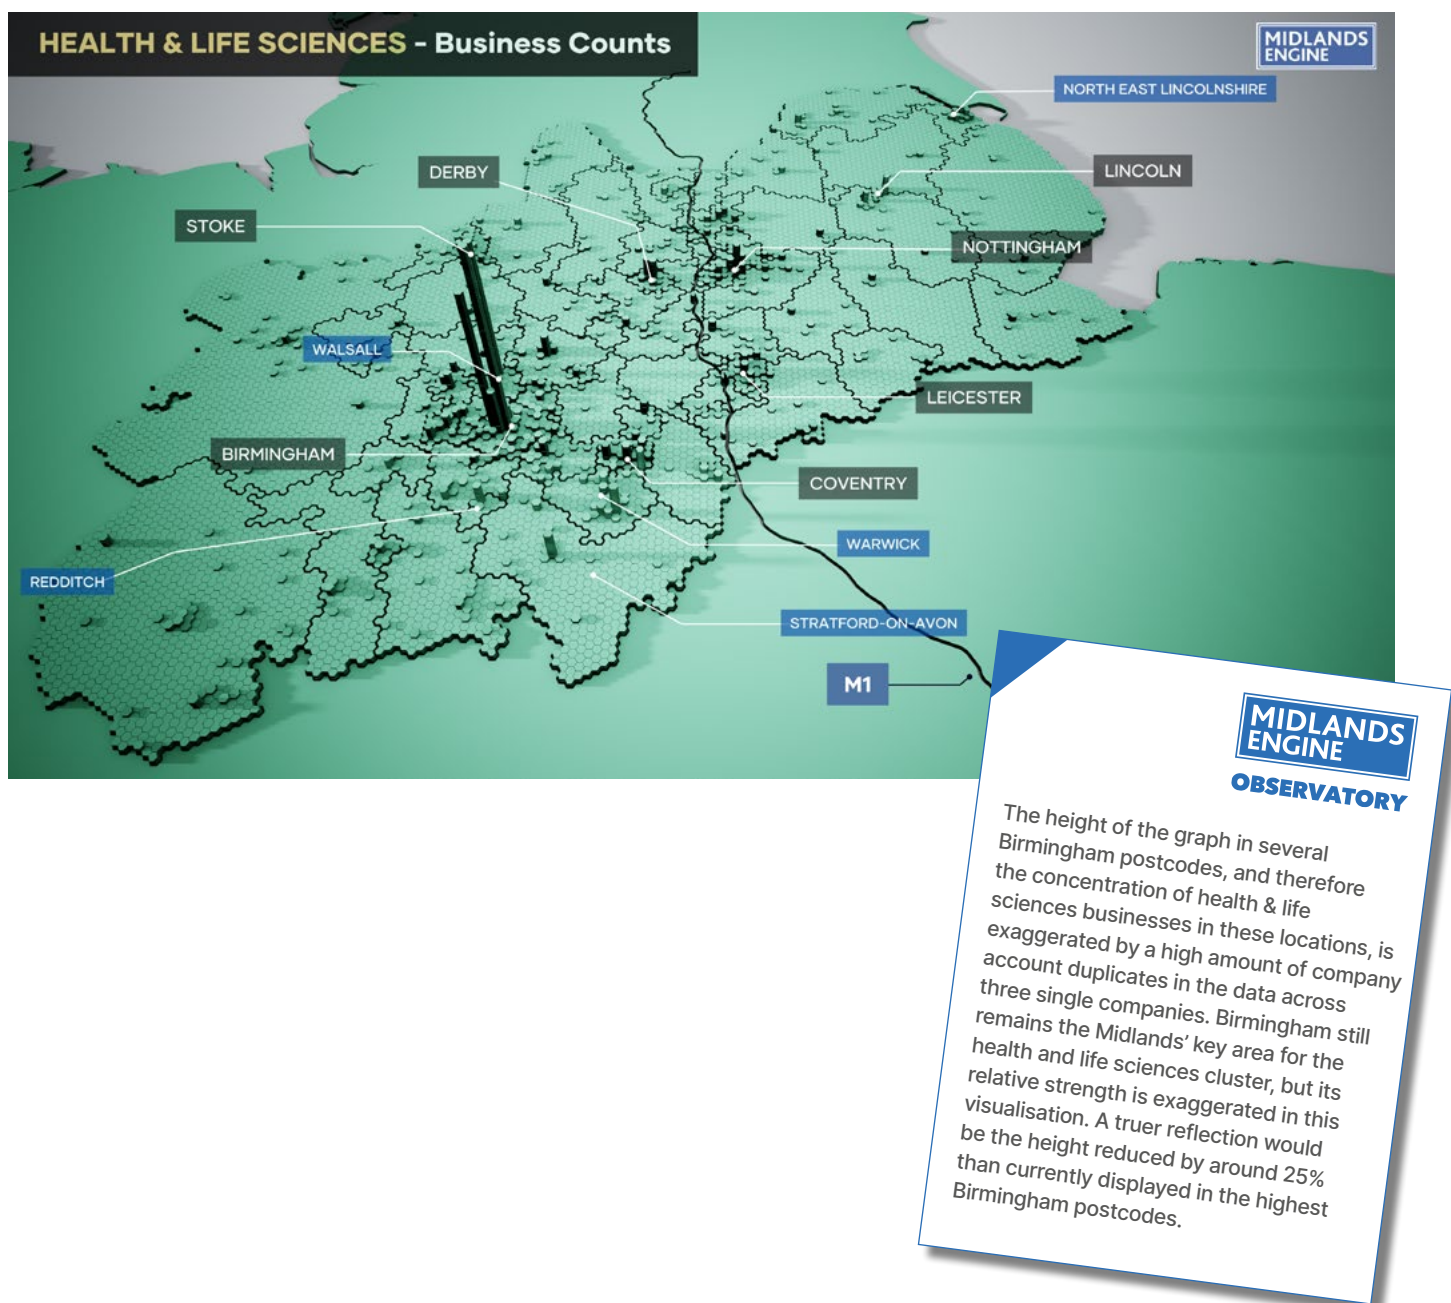 HEALTH & LIFE SCIENCES - Business Counts
MIDLANDS
ENGINE
NORTH EAST LINCOLNSHIRE
DERBY
LINCOLN
STOKE
NOTTINGHAM
WALSALL
LEICESTER
BIRMINGHAM
COVENTRY
WARWICK
REDDITCH
STRATFORD-ON-AVON
M1
MIDLANDS
ENGINE
OBSERVATORY
The height of the graph in several
Birmingham postcodes, and therefore
the concentration of health & life
sciences businesses in these locations, is
exaggerated by a high amount of company
account duplicates in the data across
three single companies. Birmingham still
remains the Midlands' key area for the
health and life sciences cluster, but its
relative strength is exaggerated in this
visualisation. A truer reflection would
be the height reduced by around 25%
than currently displayed in the highest
Birmingham postcodes.